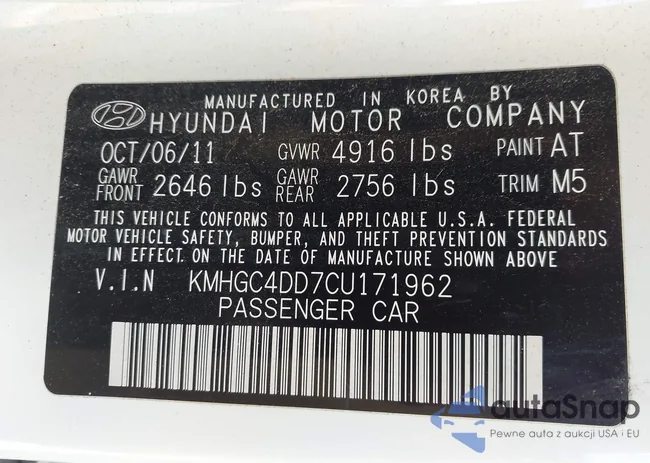 MANUFACTURED IN KOREA BY
HYUNDAI MOTOR COMPANY
OCT/06/11 GVWR 4916 lbs PAINT AT
GAWR FRONT 2646 lbs GAWR REAR 2756 lbs TRIM M5
THIS VEHICLE CONFORMS TO ALL APPLICABLE U.S.A. FEDERAL
MOTOR VEHICLE SAFETY, BUMPER, AND THEFT PREVENTION STANDARDS
IN EFFECT ON THE DATE OF MANUFACTURE SHOWN ABOVE
V.I.N KMHGC4DD7CU171962
PASSENGER CAR
autaSnap
Pewne auta z aukcji USA i EU